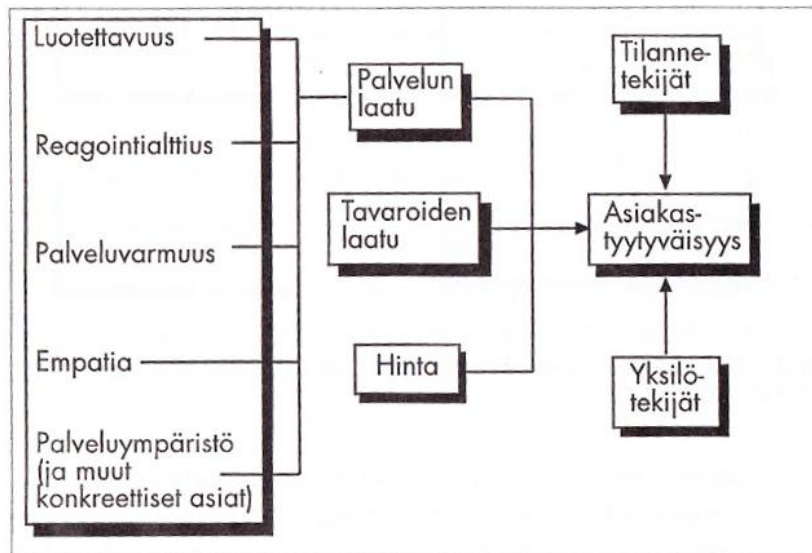 Luotettavuus
Reagointialttius
Palveluvarmuus
Empatia
Palveluympäristö
(ja muut
konkreettiset asiat)
Palvelun
laatu
Tavaroiden
laatu
Hinta
Tilanne-
tekijät
Asiakas-
tyytyväisyys
Yksilö-
tekijät